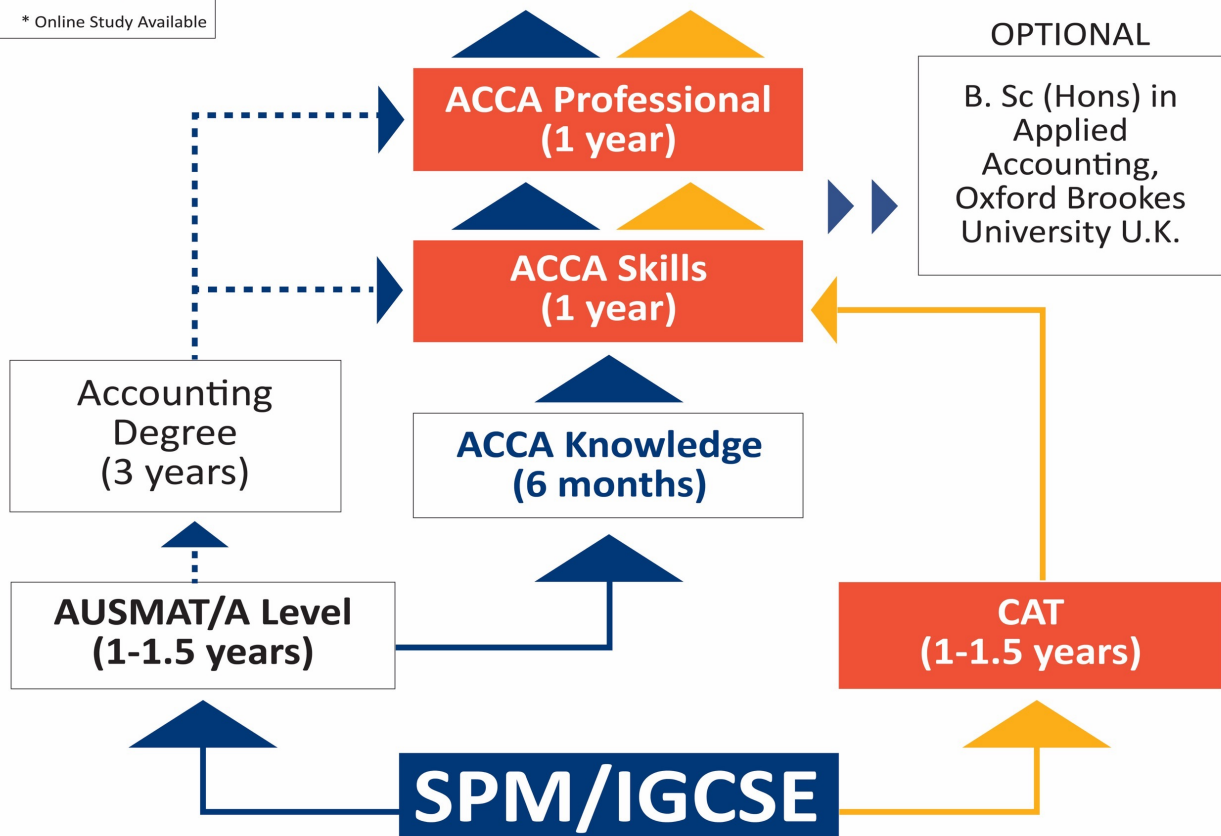 * Online Study Available
OPTIONAL
ACCA Professional
(1 year)
B. Sc (Hons) in
Applied
Accounting,
Oxford Brookes
University U.K.
ACCA Skills
(1 year)
Accounting
Degree
(3 years)
ACCA Knowledge
(6 months)
AUSMAT/A Level
(1-1.5 years)
CAT
(1-1.5 years)
SPM/IGCSE